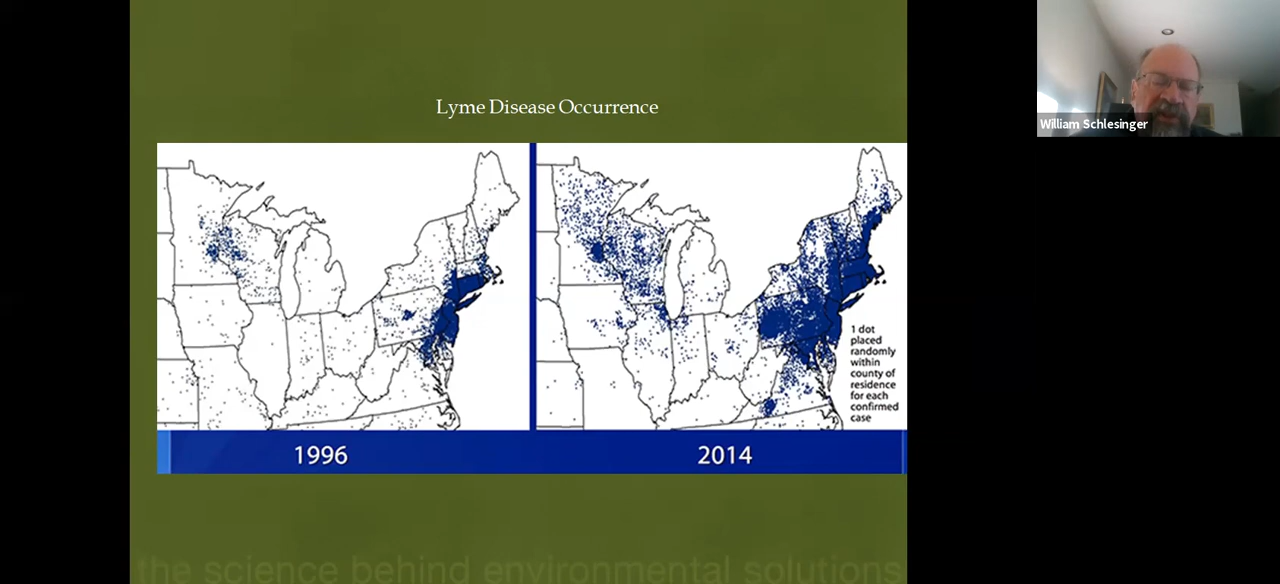 Lyme Disease Occurrence
William Schlesinger
1 dot
placed
randomly
within
county of
residence
for each
confirmed
case
1996
2014
the science behind environmental solutions